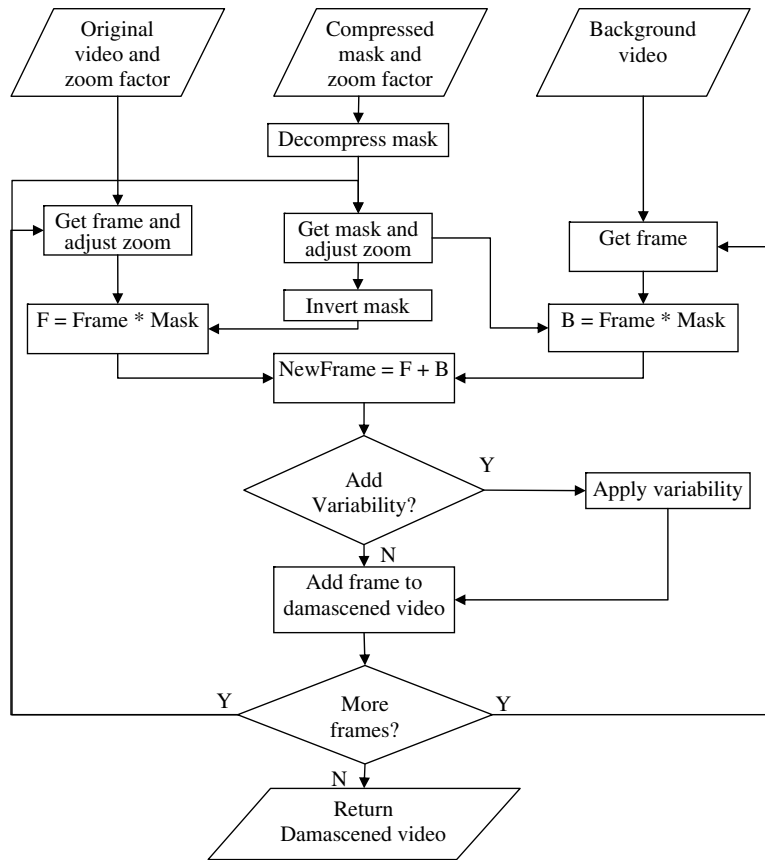 Original
video and
zoom factor
Compressed
mask and
zoom factor
Background
video
Decompress mask
Get frame and
adjust zoom
Get mask and
adjust zoom
Get frame
Invert mask
F = Frame * Mask
B = Frame * Mask
NewFrame = F + B
Add
Variability?
Y
Apply variability
N
Add frame to
damascened video
Y
More
frames?
Y
N
Return
Damascened video